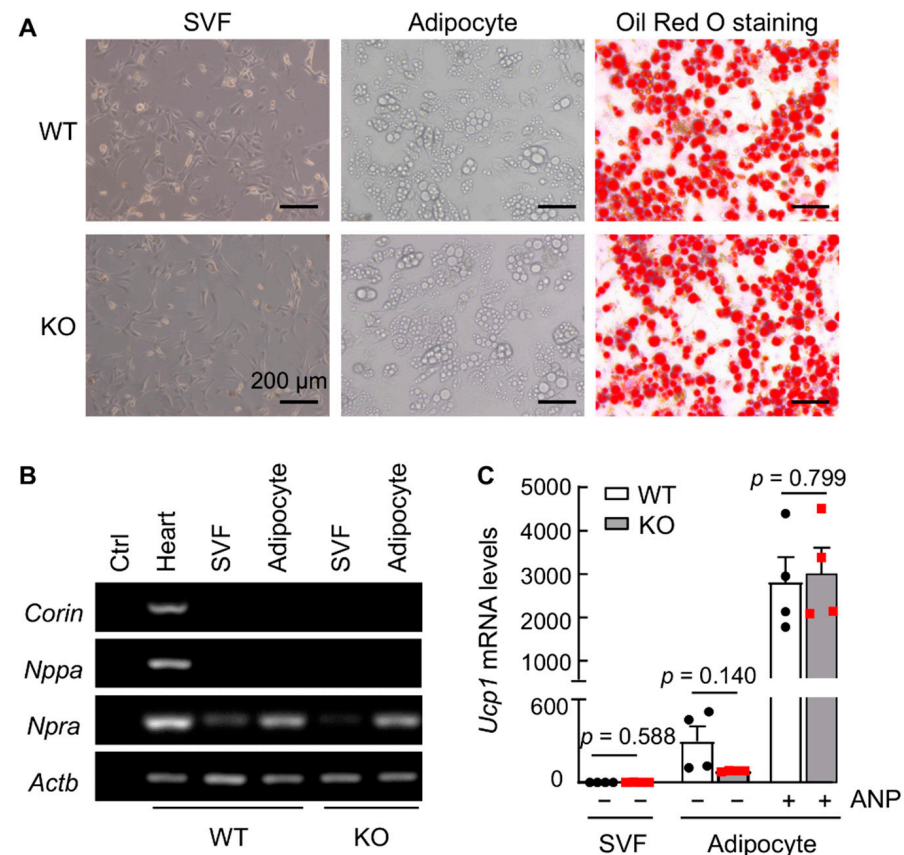 A
SVF
Adipocyte
Oil Red O staining
WT
KO
200 µm
B
Ctrl
Heart
SVF
Adipocyte
SVF
Adipocyte
Corin
Nppa
Npra
Actb
WT
KO
C
Ucp1 mRNA levels
5000
4000
3000
2000
1000
600
0
WT
KO
p = 0.799
p = 0.140
p = 0.588
− − − − + + ANP
SVF
Adipocyte